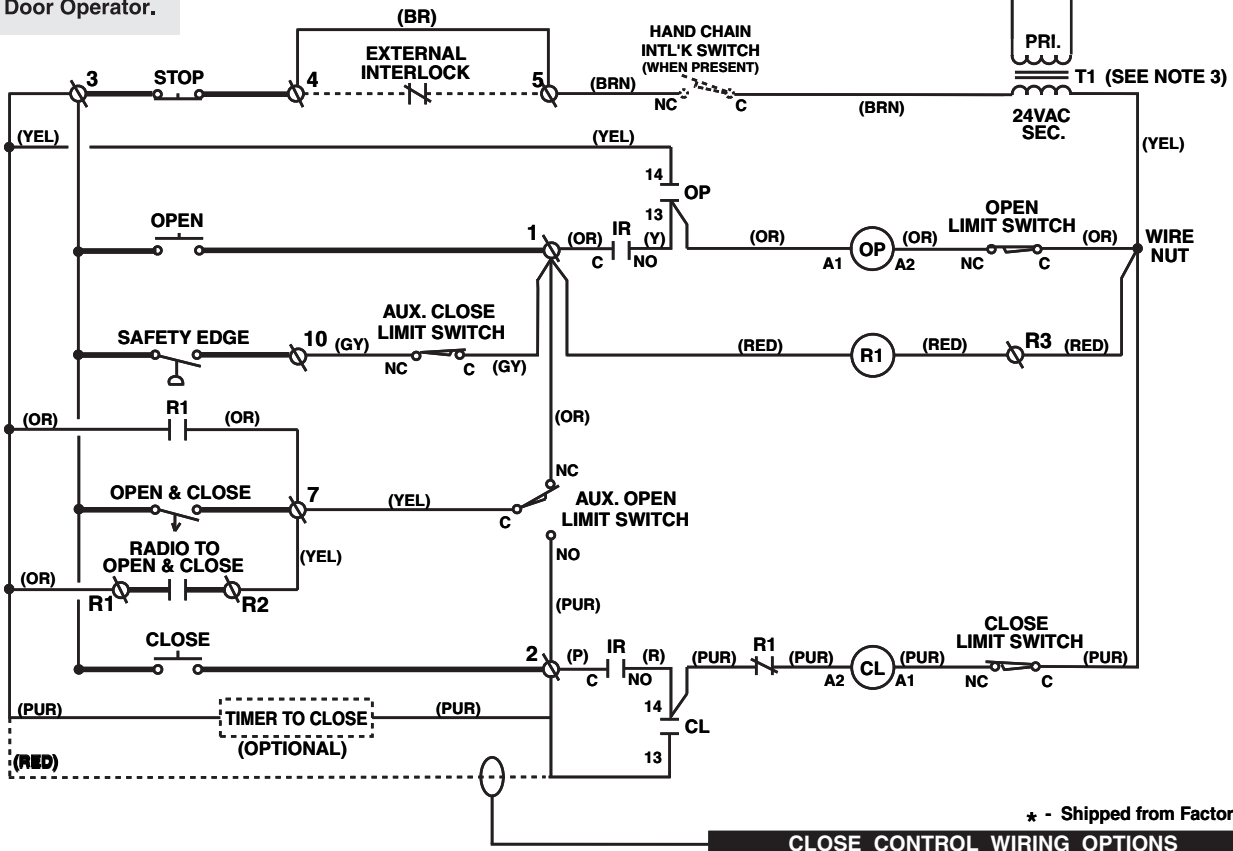 Door Operator.
(BR)
EXTERNAL
INTERLOCK
HAND CHAIN
INTL'K SWITCH
(WHEN PRESENT)
PRI.
3
STOP
4
5
(BRN)
NC
C
(BRN)
T1 (SEE NOTE 3)
24VAC
SEC.
(YEL)
(YEL)
(YEL)
14
OP
13
OPEN
1
(OR)
IR
(Y)
C
NO
(OR)
A1
OP
A2
(OR)
OPEN
LIMIT SWITCH
NC
C
(OR)
WIRE
NUT
SAFETY EDGE
10
(GY)
AUX. CLOSE
LIMIT SWITCH
NC
C
(GY)
(RED)
R1
(RED)
R3
(RED)
(OR)
R1
(OR)
(OR)
OPEN & CLOSE
7
(YEL)
C
NC
AUX. OPEN
LIMIT SWITCH
NO
RADIO TO
OPEN & CLOSE
(YEL)
(OR)
R1
R2
(PUR)
CLOSE
2
(P)
IR
(R)
C
NO
(PUR)
R1
(PUR)
A2
CL
A1
(PUR)
CLOSE
LIMIT SWITCH
NC
C
(PUR)
14
CL
13
(PUR)
TIMER TO CLOSE
(PUR)
(OPTIONAL)
(RED)
* - Shipped from Factor
CLOSE CONTROL WIRING OPTIONS